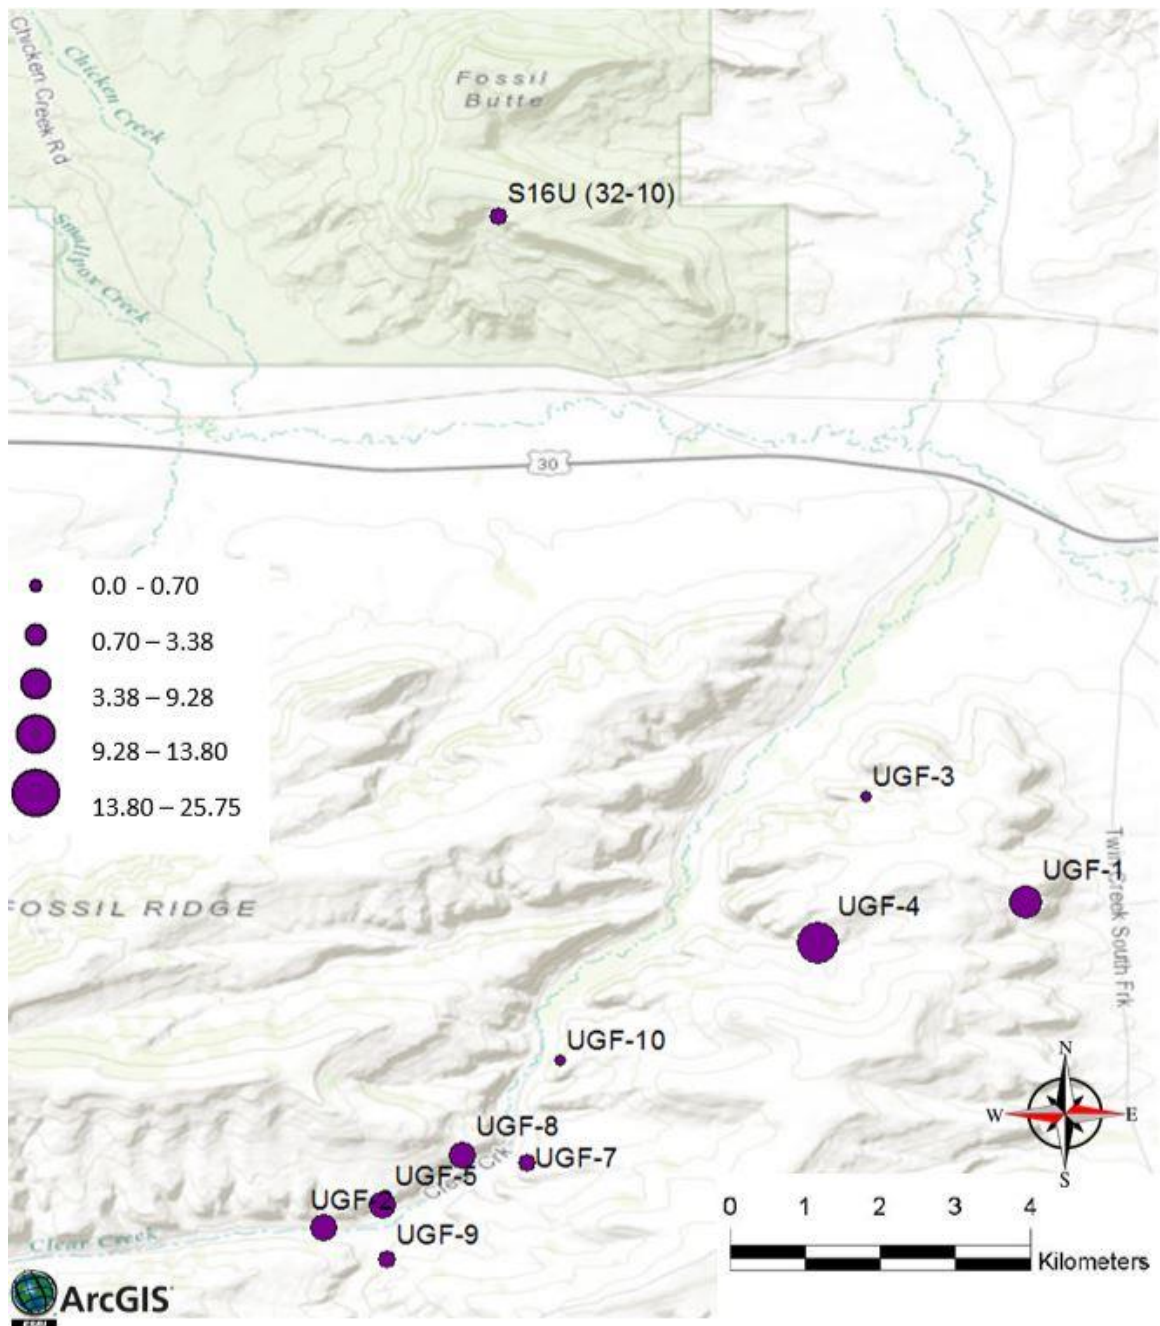 Chicken Creek Rd
Chicken Creek
Fossil
Butte
S16U (32-10)
Smallpox Creek
30
0.0 - 0.70
0.70 – 3.38
3.38 – 9.28
9.28 – 13.80
13.80 – 25.75
UGF-3
UGF-1
Twin Creek South Frk
FOSSIL RIDGE
UGF-4
UGF-10
N
W
E
S
UGF-8
UGF-7
UGF-5
UGF-2
UGF-9
Clear Creek
0 1 2 3 4
Kilometers
ArcGIS
esri